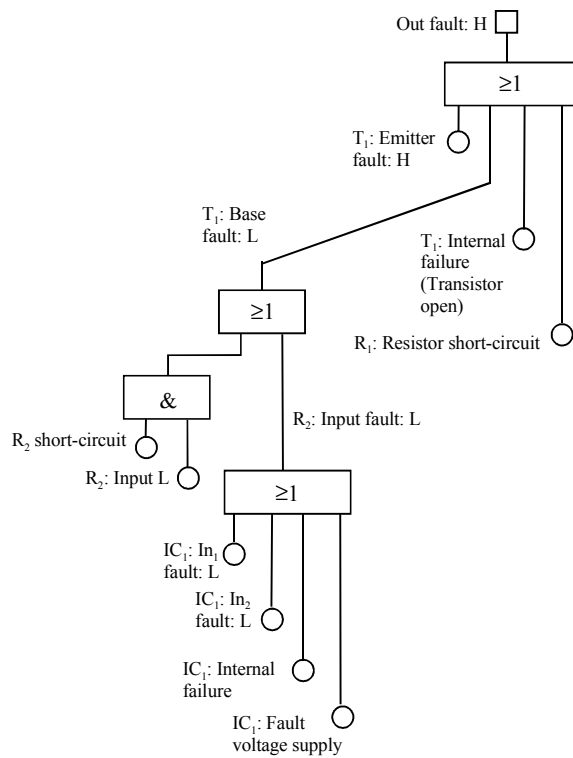 Out fault: H
≥1
T₁: Emitter
fault: H
T₁: Base
fault: L
T₁: Internal
failure
(Transistor
open)
≥1
R₁: Resistor short-circuit
&
R₂: Input fault: L
R₂ short-circuit
R₂: Input L
≥1
IC₁: In₁
fault: L
IC₁: In₂
fault: L
IC₁: Internal
failure
IC₁: Fault
voltage supply